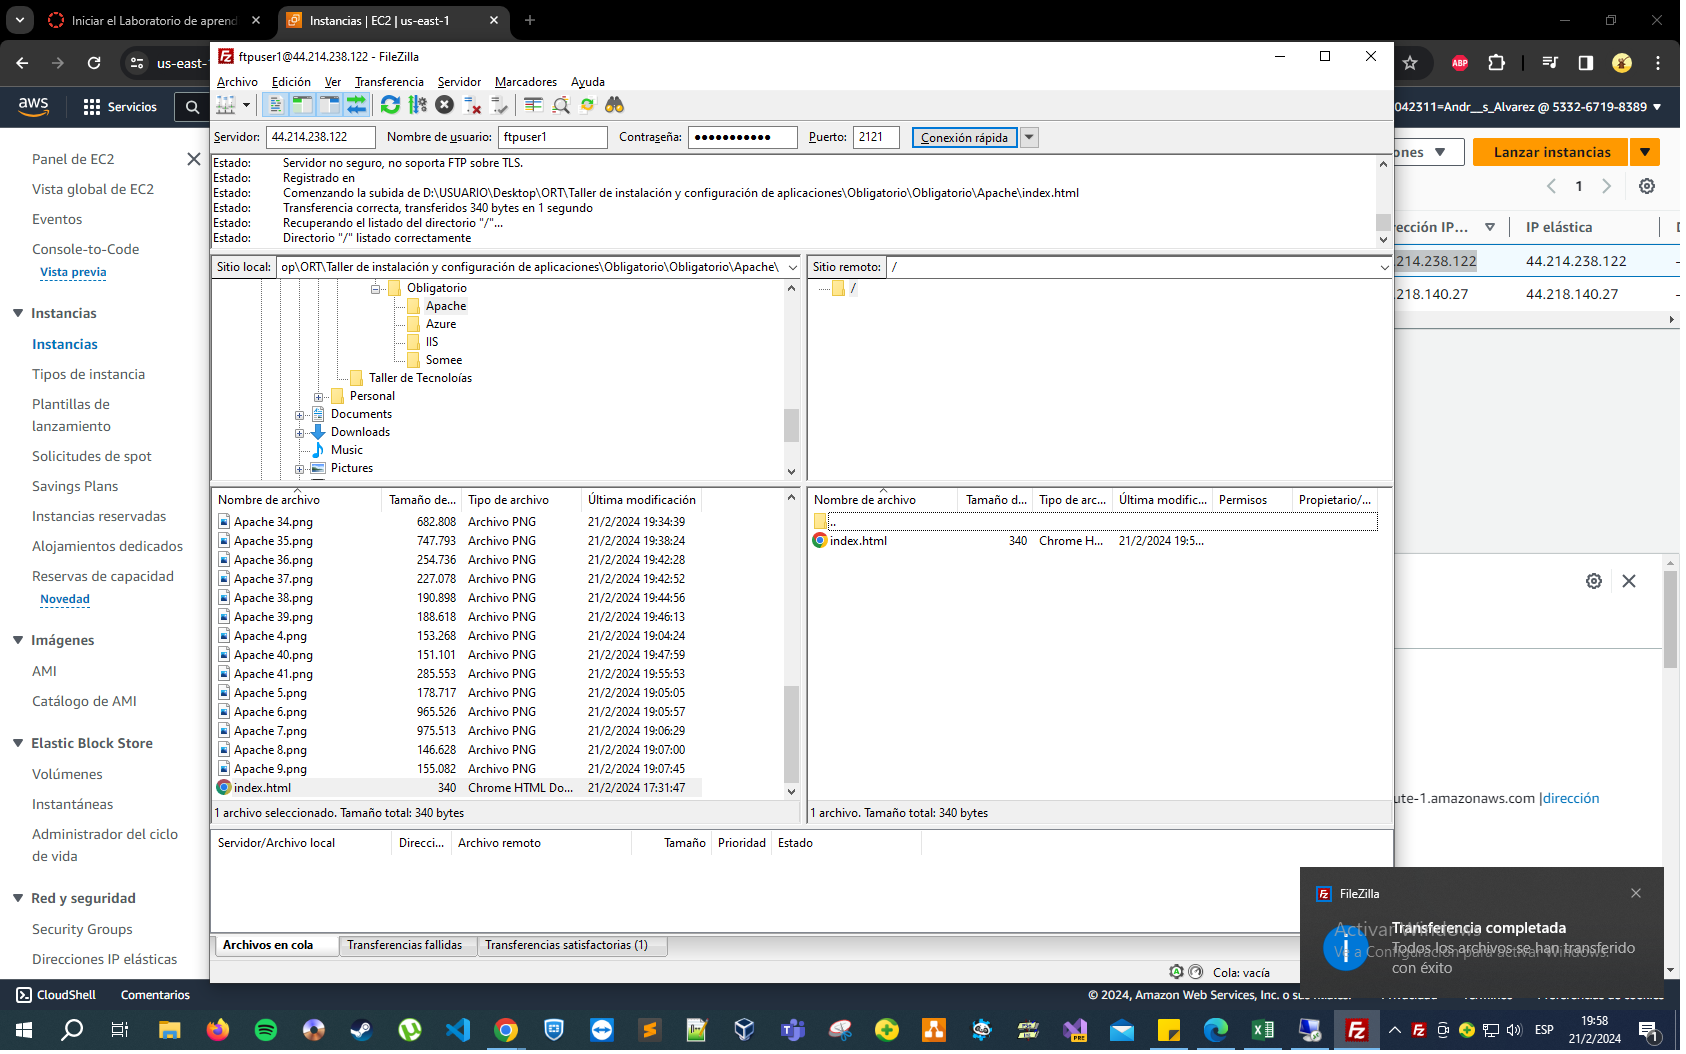 Iniciar el Laboratorio de aprend
Instancias | EC2 | us-east-1
us-east-
ABP
ftpuser1@44.214.238.122 - FileZilla
Archivo Edición Ver Transferencia Servidor Marcadores Ayuda
aws
Servicios
042311=Andr__s_Alvarez @ 5332-6719-8389
Servidor: 44.214.238.122 Nombre de usuario: ftpuser1 Contraseña: ●●●●●●●●●●● Puerto: 2121 Conexión rápida
Estado: Servidor no seguro, no soporta FTP sobre TLS.
Estado: Registrado en
Estado: Comenzando la subida de D:\USUARIO\Desktop\ORT\Taller de instalación y configuración de aplicaciones\Obligatorio\Obligatorio\Apache\index.html
Estado: Transferencia correcta, transferidos 340 bytes en 1 segundo
Estado: Recuperando el listado del directorio "/"...
Estado: Directorio "/" listado correctamente
Sitio local: op\ORT\Taller de instalación y configuración de aplicaciones\Obligatorio\Obligatorio\Apache\
Obligatorio
Apache
Azure
IIS
Somee
Taller de Tecnoloías
Personal
Documents
Downloads
Music
Pictures
Sitio remoto: /
/
Nombre de archivo Tamaño de... Tipo de archivo Última modificación
Apache 34.png 682.808 Archivo PNG 21/2/2024 19:34:39
Apache 35.png 747.793 Archivo PNG 21/2/2024 19:38:24
Apache 36.png 254.736 Archivo PNG 21/2/2024 19:42:28
Apache 37.png 227.078 Archivo PNG 21/2/2024 19:42:52
Apache 38.png 190.898 Archivo PNG 21/2/2024 19:44:56
Apache 39.png 188.618 Archivo PNG 21/2/2024 19:46:13
Apache 4.png 153.268 Archivo PNG 21/2/2024 19:04:24
Apache 40.png 151.101 Archivo PNG 21/2/2024 19:47:59
Apache 41.png 285.553 Archivo PNG 21/2/2024 19:55:53
Apache 5.png 178.717 Archivo PNG 21/2/2024 19:05:05
Apache 6.png 965.526 Archivo PNG 21/2/2024 19:05:57
Apache 7.png 975.513 Archivo PNG 21/2/2024 19:06:29
Apache 8.png 146.628 Archivo PNG 21/2/2024 19:07:00
Apache 9.png 155.082 Archivo PNG 21/2/2024 19:07:45
index.html 340 Chrome HTML Do... 21/2/2024 17:31:47
1 archivo seleccionado. Tamaño total: 340 bytes
Nombre de archivo Tamaño d... Tipo de arc... Última modific... Permisos Propietario/...
..
index.html 340 Chrome H... 21/2/2024 19:5...
1 archivo. Tamaño total: 340 bytes
Servidor/Archivo local Direcci... Archivo remoto Tamaño Prioridad Estado
Archivos en cola Transferencias fallidas Transferencias satisfactorias (1)
Cola: vacía
Panel de EC2
Vista global de EC2
Eventos
Console-to-Code
Vista previa
Instancias
Instancias
Tipos de instancia
Plantillas de
lanzamiento
Solicitudes de spot
Savings Plans
Instancias reservadas
Alojamientos dedicados
Reservas de capacidad
Novedad
Imágenes
AMI
Catálogo de AMI
Elastic Block Store
Volúmenes
Instantáneas
Administrador del ciclo
de vida
Red y seguridad
Security Groups
Direcciones IP elásticas
ones Lanzar instancias
1
ección IP... IP elástica
214.238.122 44.214.238.122 –
218.140.27 44.218.140.27 –
ute-1.amazonaws.com |dirección
FileZilla
Transferencia completada
Todos los archivos se han transferido
con éxito
Activar Windows
Ve a Configuración para activar Windows.
CloudShell Comentarios
© 2024, Amazon Web Services, Inc. o sus filiales. Privacidad Términos Preferencias de cookies
ESP
19:58
21/2/2024
1